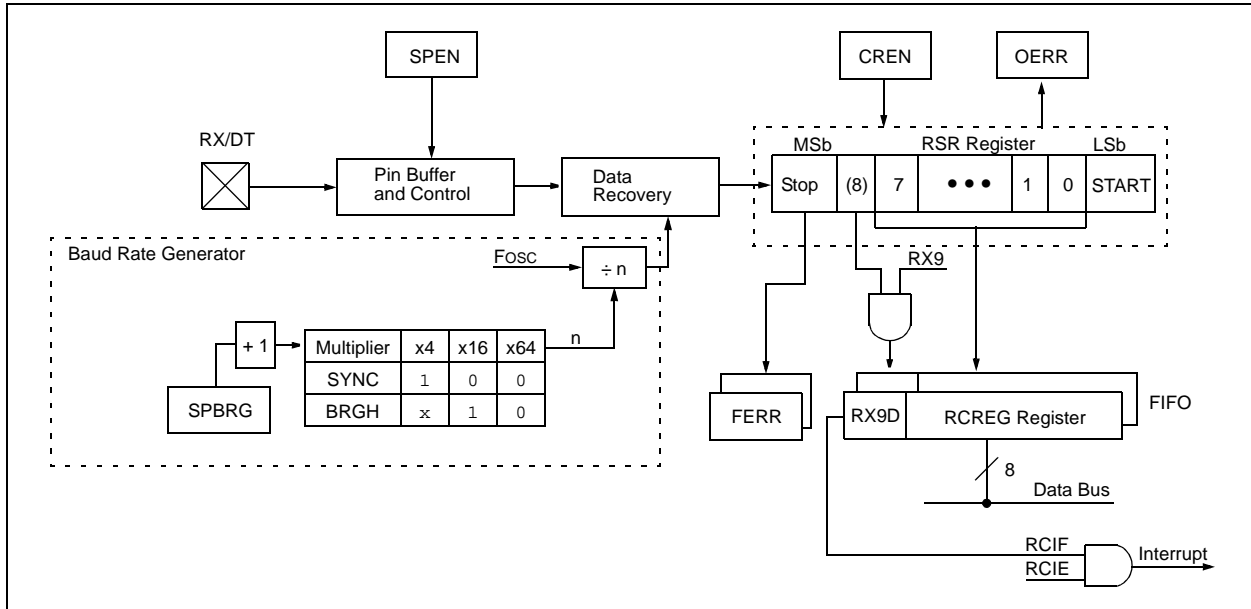 SPEN
CREN
OERR
RX/DT
Pin Buffer
and Control
Data
Recovery
MSb
RSR Register
LSb
Stop (8) 7 ••• 1 0 START
Baud Rate Generator
FOSC
÷ n
RX9
+ 1
Multiplier x4 x16 x64
n
SYNC 1 0 0
BRGH x 1 0
SPBRG
FERR
RX9D
RCREG Register
FIFO
8
Data Bus
RCIF
RCIE
Interrupt